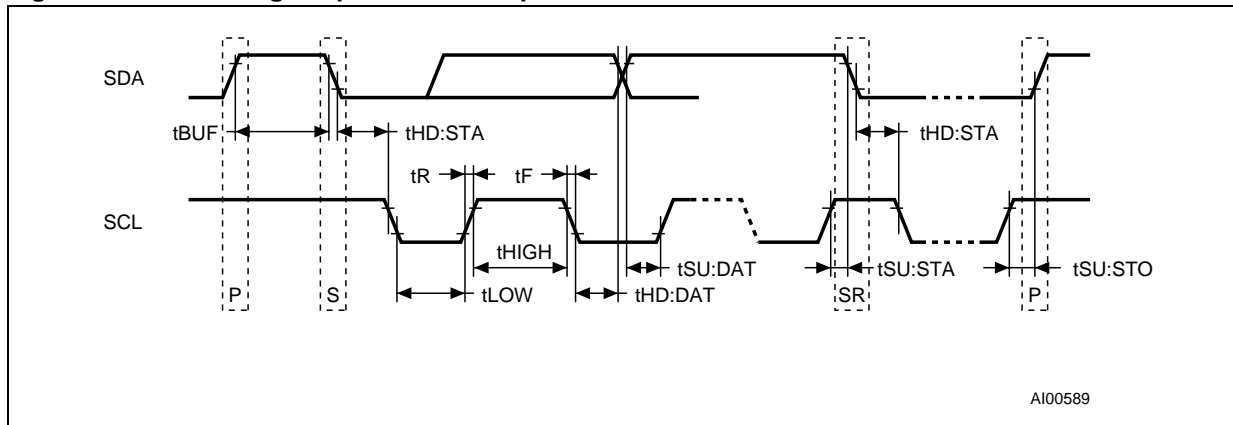 SDA
tBUF
tHD:STA
tHD:STA
tR
tF
SCL
tHIGH
tSU:DAT
tSU:STA
tSU:STO
P
S
tLOW
tHD:DAT
SR
P
AI00589